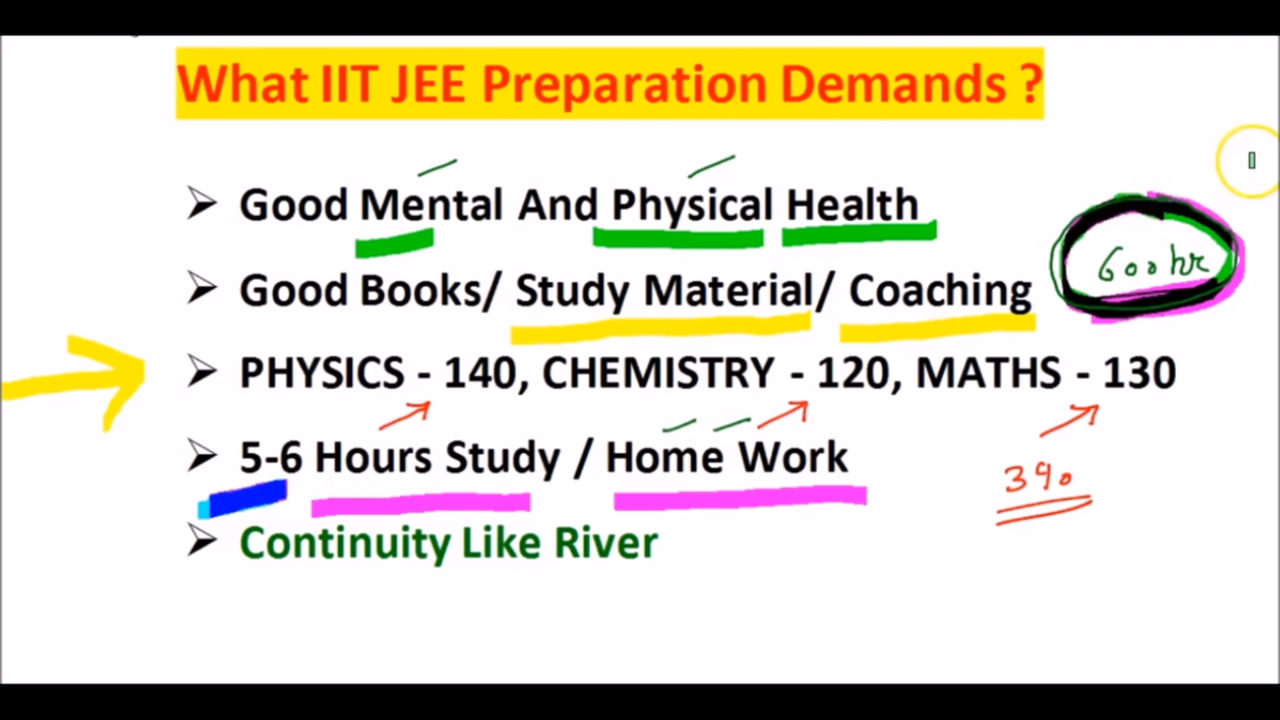 What IIT JEE Preparation Demands ?
Good Mental And Physical Health
600 hr
Good Books/ Study Material/ Coaching
PHYSICS - 140, CHEMISTRY - 120, MATHS - 130
5-6 Hours Study / Home Work
390
Continuity Like River